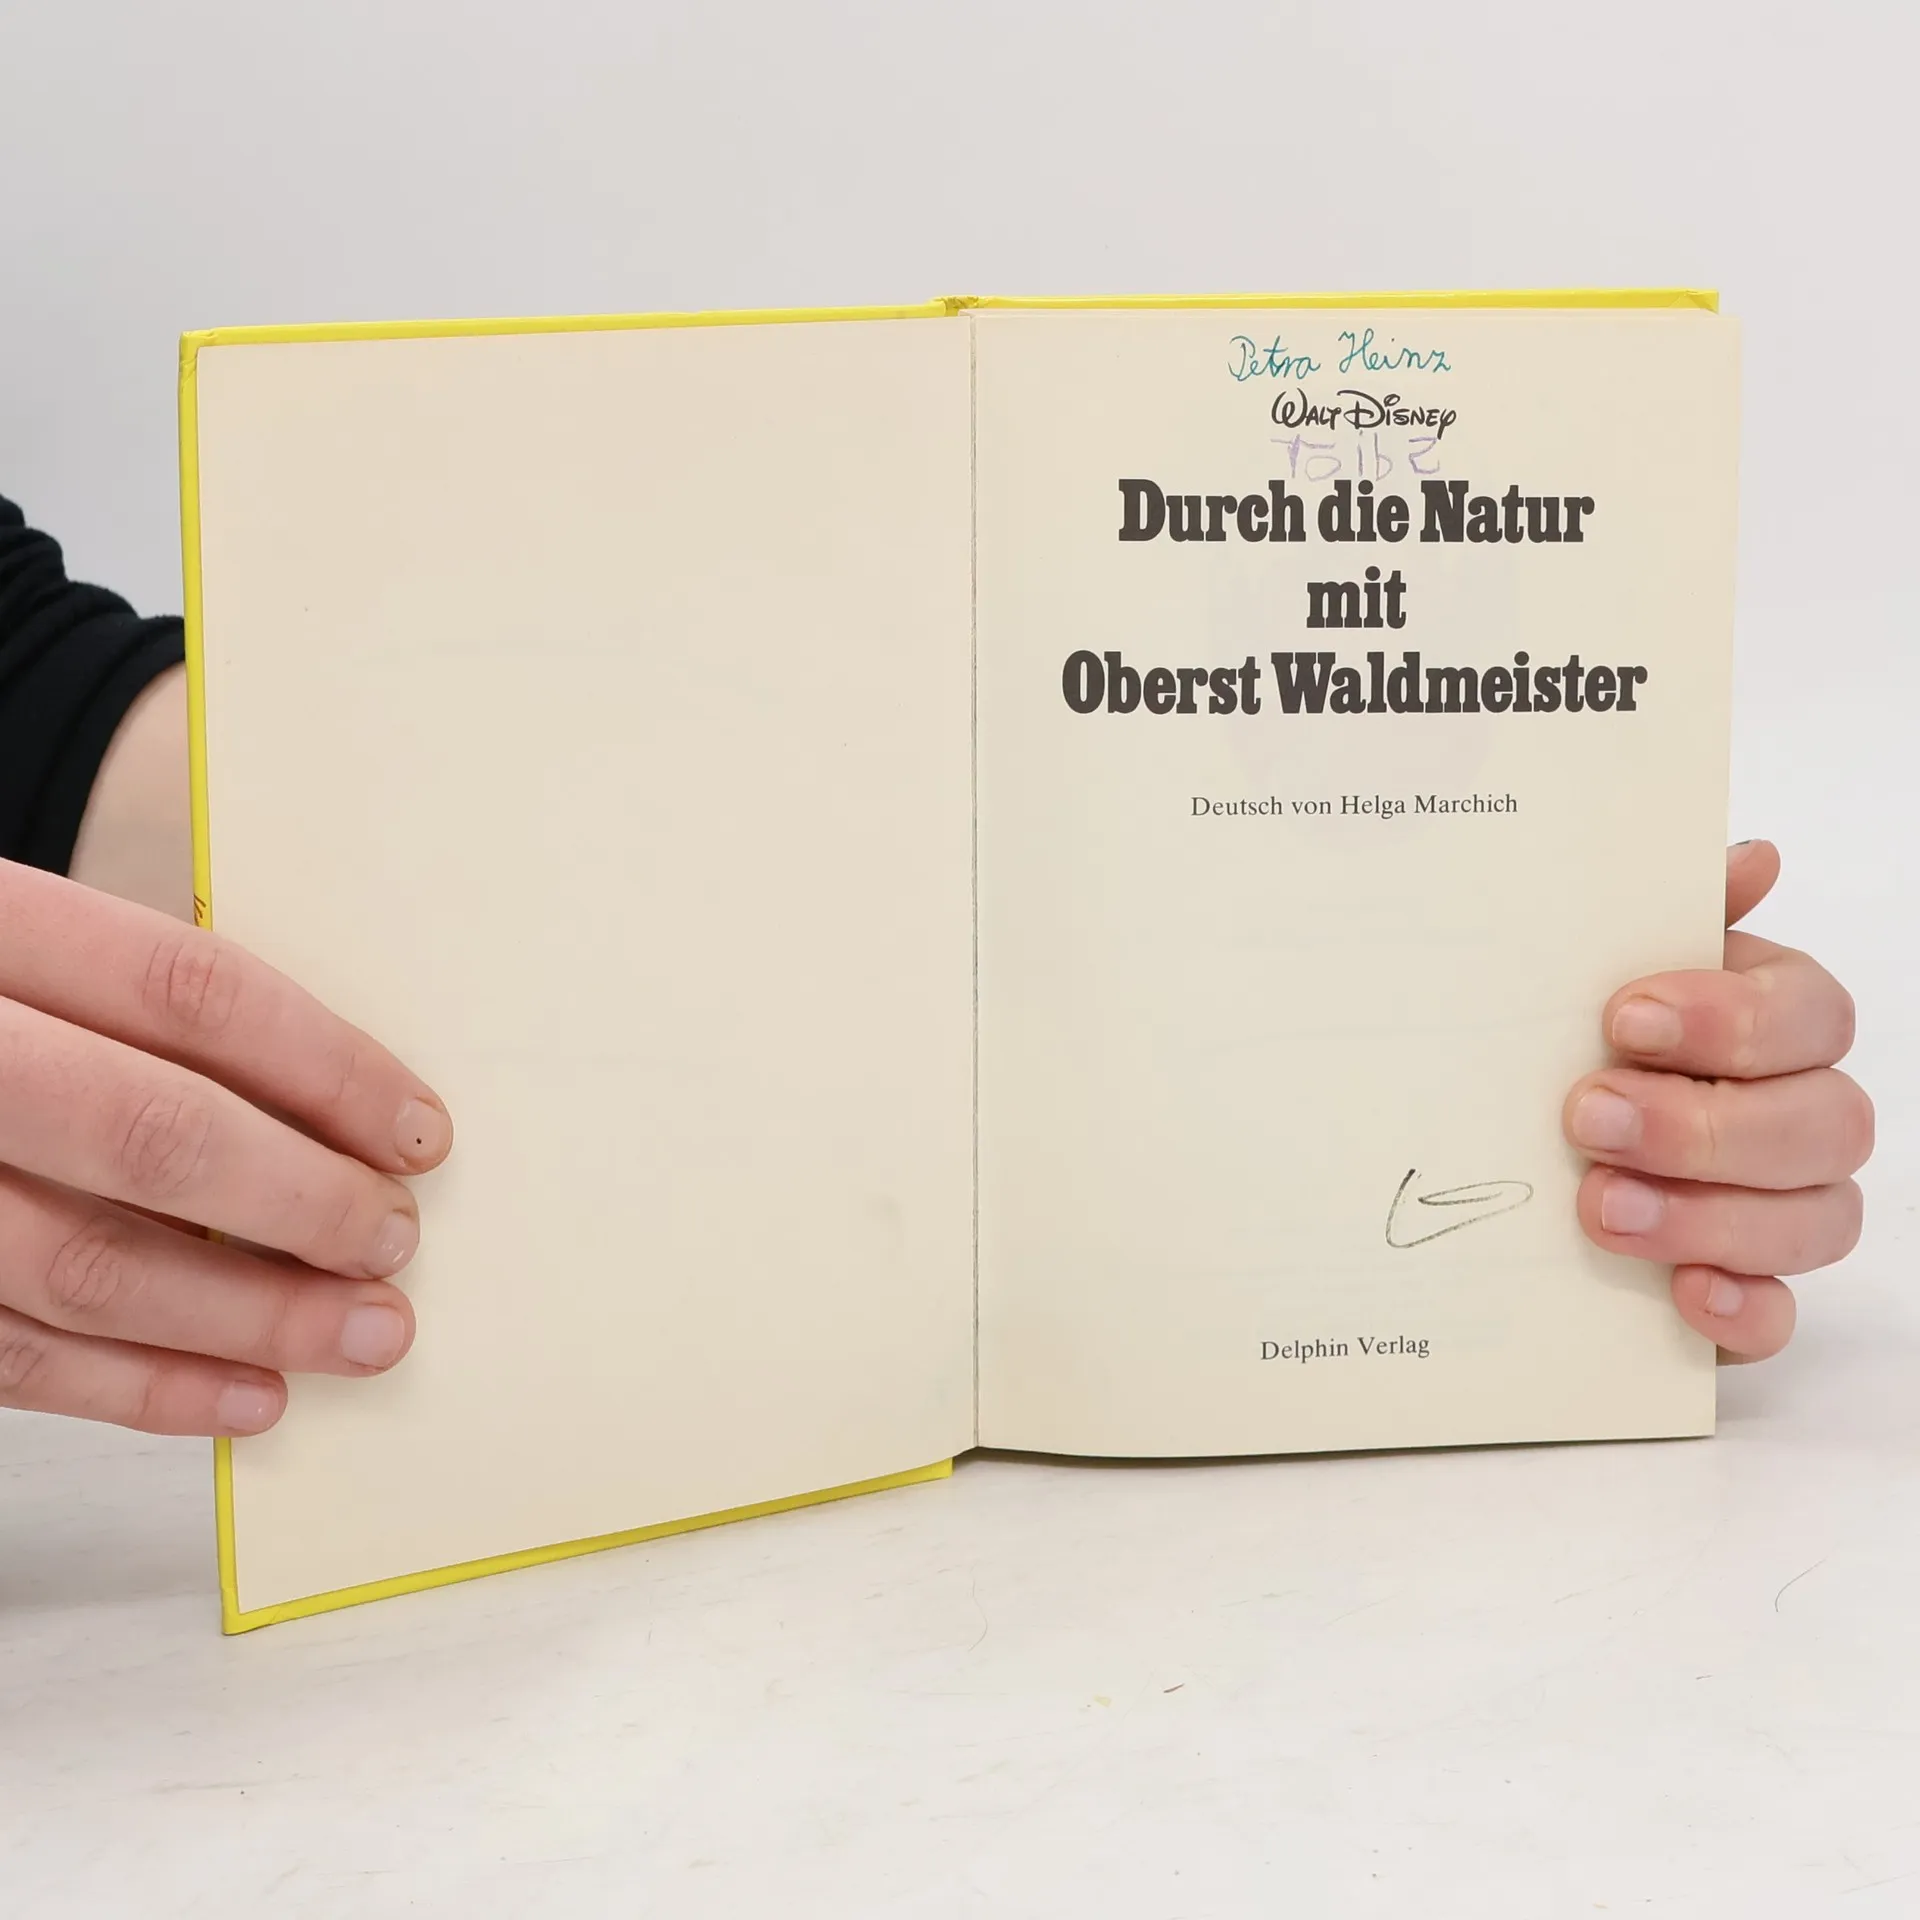 Petra Heinz
WALT DISNEY
Durch die Natur
mit
Oberst Waldmeister
Deutsch von Helga Marchich
Delphin Verlag